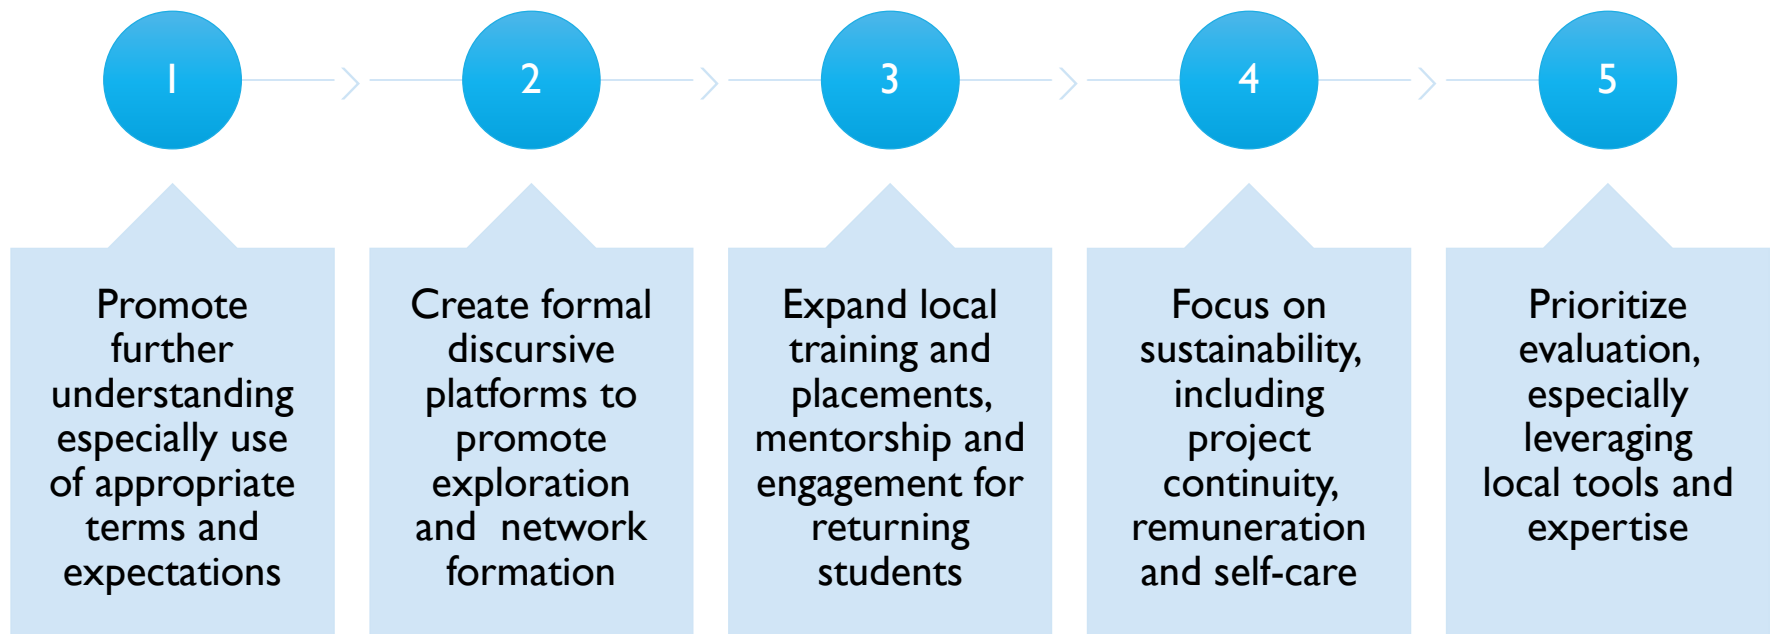 1
2
3
4
5
Promote
further
understanding
especially use
of appropriate
terms and
expectations
Create formal
discursive
platforms to
promote
exploration
and  network
formation
Expand local
training and
placements,
mentorship and
engagement for
returning
students
Focus on
sustainability,
including
project
continuity,
remuneration
and self-care
Prioritize
evaluation,
especially
leveraging
local tools and
expertise